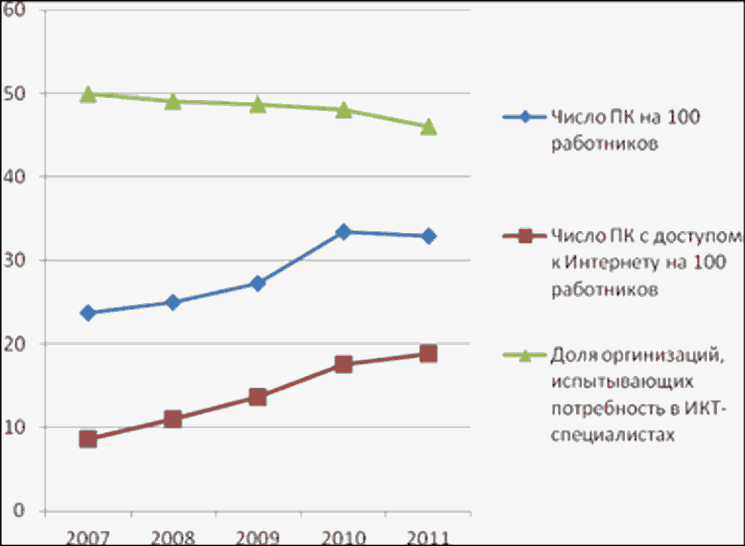 60
50
40
30
20
10
0
2007 2008 2009 2010 2011
Число ПК на 100
работников
Число ПК с доступом
к Интернету на 100
работников
Доля оргинизаций,
испытывающих
потребность в ИКТ-
специалистах